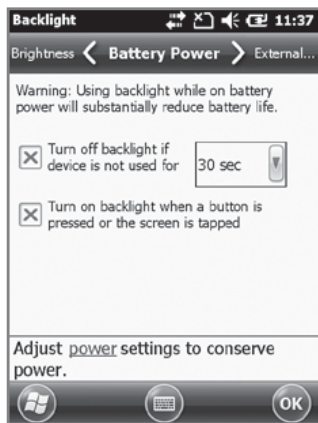 Backlight 11:37
Brightness Battery Power External...
Warning: Using backlight while on battery
power will substantially reduce battery life.
Turn off backlight if
device is not used for 30 sec
Turn on backlight when a button is
pressed or the screen is tapped
Adjust power settings to conserve
power.
OK